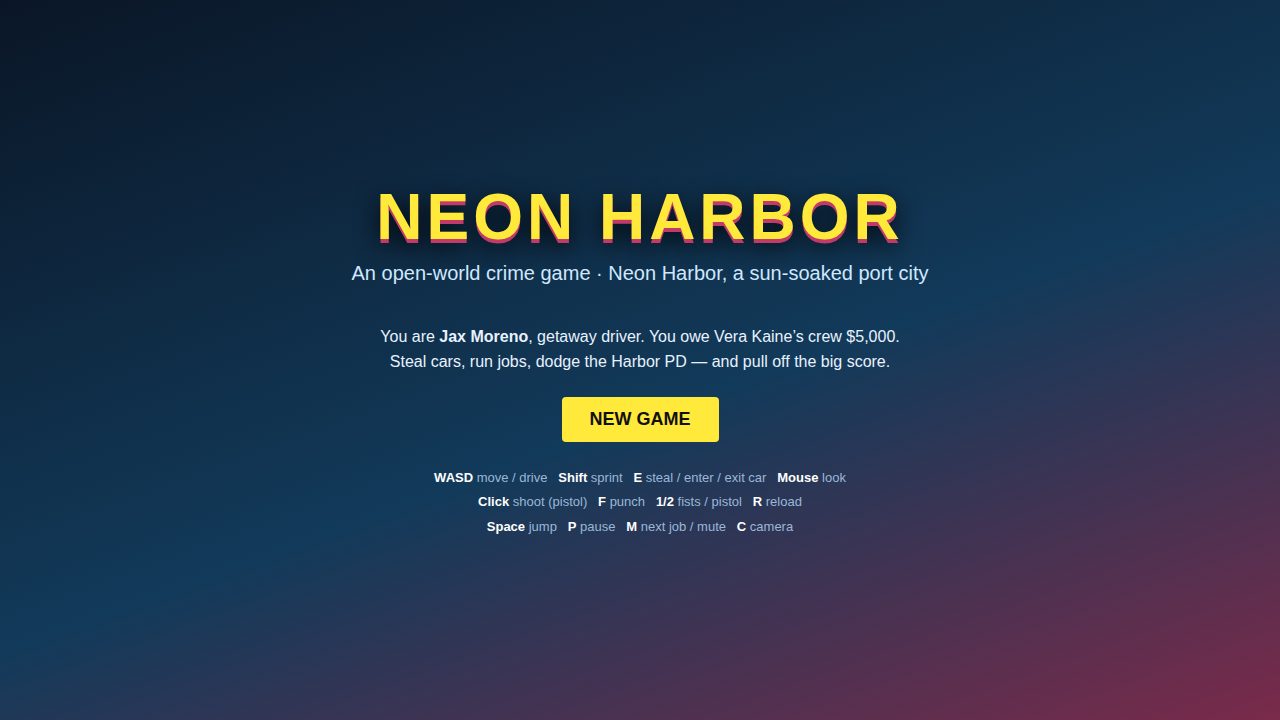 NEON HARBOR
An open-world crime game · Neon Harbor, a sun-soaked port city
You are Jax Moreno, getaway driver. You owe Vera Kaine’s crew $5,000.
Steal cars, run jobs, dodge the Harbor PD — and pull off the big score.
NEW GAME
WASD move / drive Shift sprint E steal / enter / exit car Mouse look
Click shoot (pistol) F punch 1/2 fists / pistol R reload
Space jump P pause M next job / mute C camera